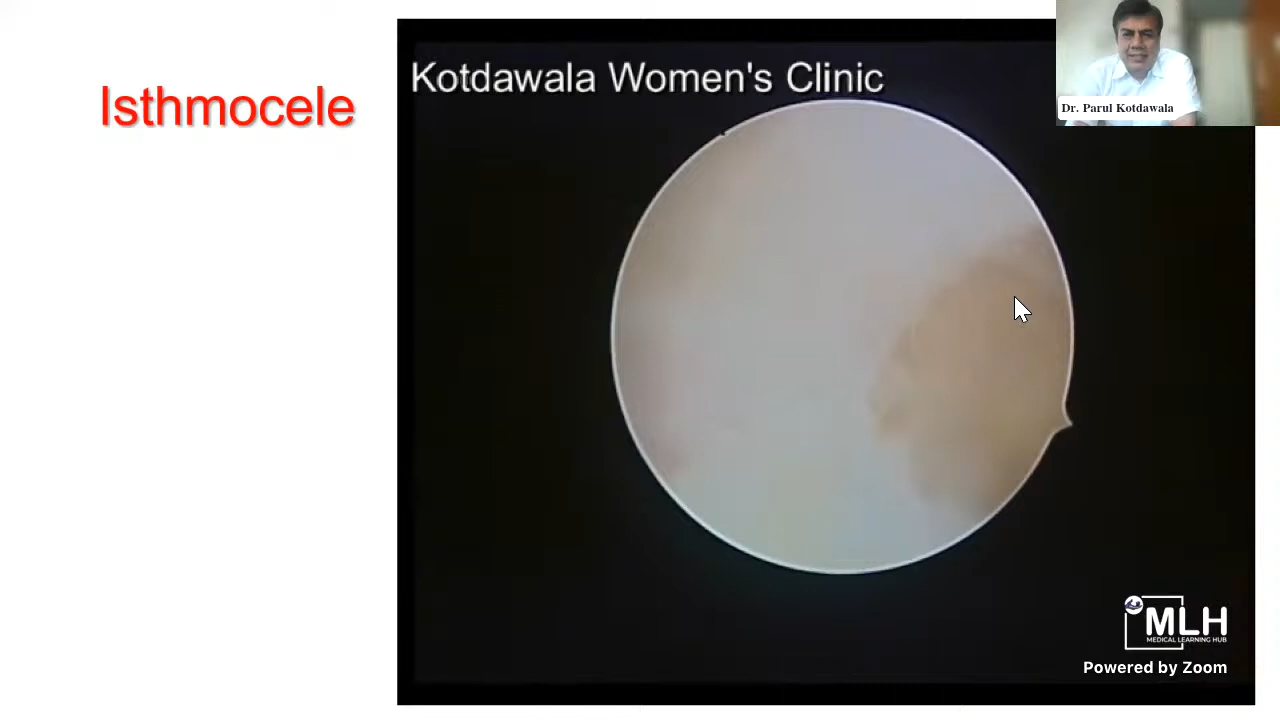 Isthmocele
Kotdawala Women's Clinic
Dr. Parul Kotdawala
MLH
MEDICAL LEARNING HUB
Powered by Zoom